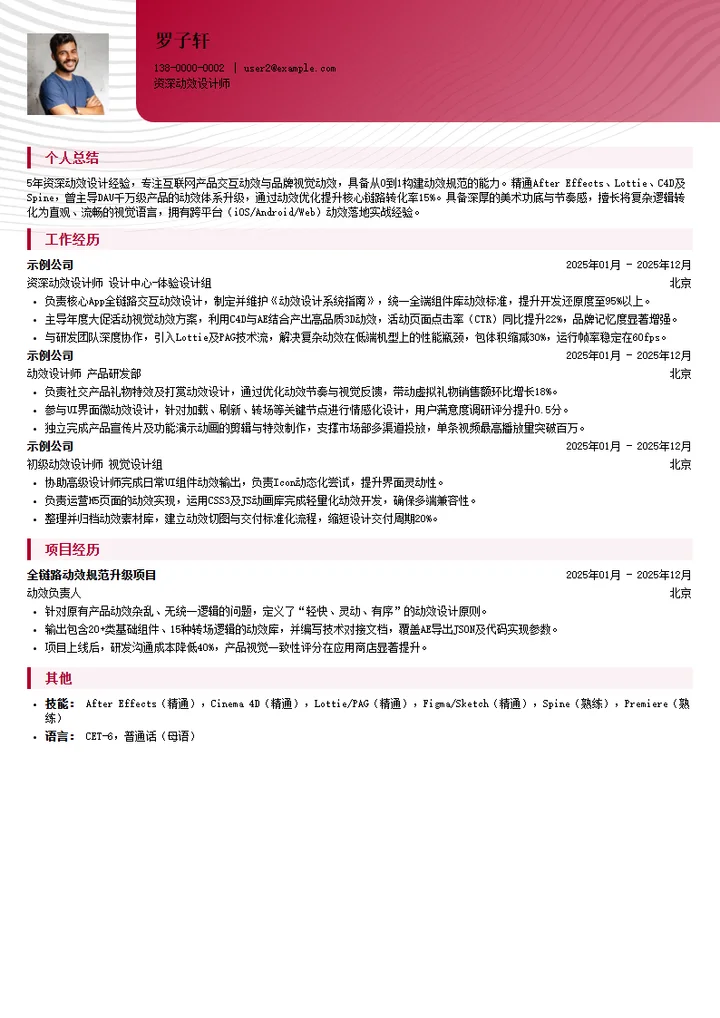 罗子轩
138-0000-0002 | user2@example.com
资深动效设计师
个人总结
5年资深动效设计经验，专注互联网产品交互动效与品牌视觉动效，具备从0到1构建动效规范的能力。精通After Effects、Lottie、C4D及
Spine，曾主导DAU千万级产品的动效体系升级，通过动效优化提升核心链路转化率15%。具备深厚的美术功底与节奏感，擅长将复杂逻辑转
化为直观、流畅的视觉语言，拥有跨平台（iOS/Android/Web）动效落地实战经验。
工作经历
示例公司 2025年01月 - 2025年12月
资深动效设计师 设计中心-体验设计组 北京
• 负责核心App全链路交互动效设计，制定并维护《动效设计系统指南》，统一全端组件库动效标准，提升开发还原度至95%以上。
• 主导年度大促活动视觉动效方案，利用C4D与AE结合产出高品质3D动效，活动页面点击率（CTR）同比提升22%，品牌记忆度显著增强。
• 与研发团队深度协作，引入Lottie及PAG技术流，解决复杂动效在低端机型上的性能瓶颈，包体积缩减30%，运行帧率稳定在60fps。
示例公司 2025年01月 - 2025年12月
动效设计师 产品研发部 北京
• 负责社交产品礼物特效及打赏动效设计，通过优化动效节奏与视觉反馈，带动虚拟礼物销售额环比增长18%。
• 参与UI界面微动效设计，针对加载、刷新、转场等关键节点进行情感化设计，用户满意度调研评分提升0.5分。
• 独立完成产品宣传片及功能演示动画的剪辑与特效制作，支撑市场部多渠道投放，单条视频最高播放量突破百万。
示例公司 2025年01月 - 2025年12月
初级动效设计师 视觉设计组 北京
• 协助高级设计师完成日常UI组件动效输出，负责Icon动态化尝试，提升界面灵动性。
• 负责运营H5页面的动效实现，运用CSS3及JS动画库完成轻量化动效开发，确保多端兼容性。
• 整理并归档动效素材库，建立动效切图与交付标准化流程，缩短设计交付周期20%。
项目经历
全链路动效规范升级项目 2025年01月 - 2025年12月
动效负责人 北京
• 针对原有产品动效杂乱、无统一逻辑的问题，定义了“轻快、灵动、有序”的动效设计原则。
• 输出包含20+类基础组件、15种转场逻辑的动效库，并编写技术对接文档，覆盖AE导出JSON及代码实现参数。
• 项目上线后，研发沟通成本降低40%，产品视觉一致性评分在应用商店显著提升。
其他
• 技能： After Effects（精通），Cinema 4D（精通），Lottie/PAG（精通），Figma/Sketch（精通），Spine（熟练），Premiere（熟
练）
• 语言： CET-6，普通话（母语）